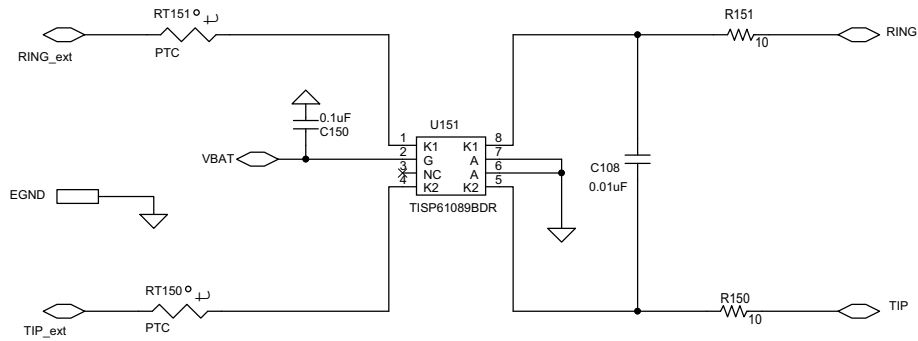 RT151
R151
RING_ext
PTC
10
RING
0.1uF
C150
U151
VBAT
1 K1 K1 8
2 G A 7
3 NC A 6
4 K2 K2 5
TISP61089BDR
C108
0.01uF
EGND
RT150
R150
TIP_ext
PTC
10
TIP